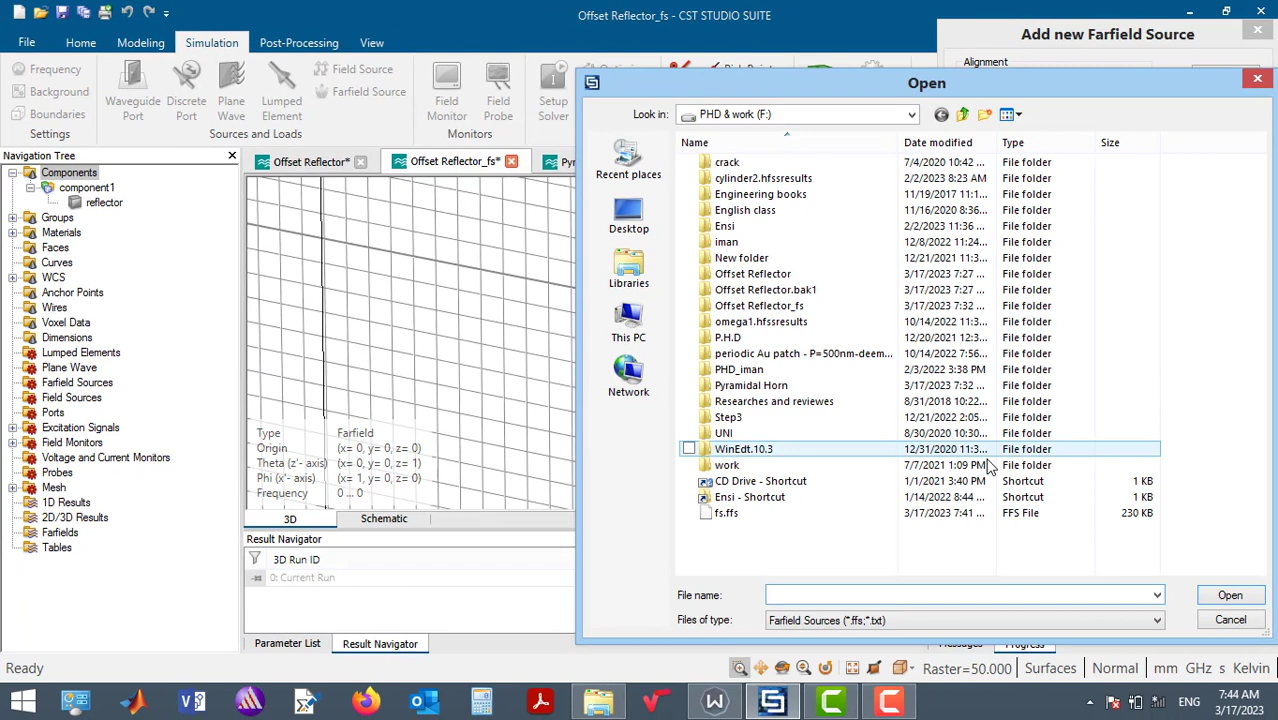 Offset Reflector_fs - CST STUDIO SUITE
File
Home
Modeling
Simulation
Post-Processing
View
Frequency
Background
Boundaries
Settings
Waveguide
Port
Discrete
Port
Plane
Wave
Lumped
Element
Field Source
Farfield Source
Sources and Loads
Field
Monitor
Field
Probe
Monitors
Setup
Solver
Add new Farfield Source
Alignment
Navigation Tree
Components
component1
reflector
Groups
Materials
Faces
Curves
WCS
Anchor Points
Wires
Voxel Data
Dimensions
Lumped Elements
Plane Wave
Farfield Sources
Field Sources
Ports
Excitation Signals
Field Monitors
Voltage and Current Monitors
Probes
Mesh
1D Results
2D/3D Results
Farfields
Tables
Offset Reflector*
Offset Reflector_fs*
Type Farfield
Origin (x= 0, y= 0, z= 0)
Theta (z'- axis) (x= 0, y= 0, z= 1)
Phi (x'- axis) (x= 1, y= 0, z= 0)
Frequency 0 ... 0
3D
Schematic
Result Navigator
3D Run ID
0: Current Run
Parameter List
Result Navigator
Open
Look in:
PHD & work (F:)
Recent places
Desktop
Libraries
This PC
Network
Name Date modified Type Size
crack 7/4/2020 10:42 ... File folder
cylinder2.hfssresults 2/2/2023 8:23 AM File folder
Engineering books 11/19/2017 11:1... File folder
English class 11/16/2020 8:36... File folder
Ensi 2/2/2023 11:36 ... File folder
iman 12/8/2022 11:24... File folder
New folder 12/21/2021 11:3... File folder
Offset Reflector 3/17/2023 7:27 ... File folder
Offset Reflector.bak1 3/17/2023 7:27 ... File folder
Offset Reflector_fs 3/17/2023 7:32 ... File folder
omega1.hfssresults 10/14/2022 11:3... File folder
P.H.D 12/20/2021 12:3... File folder
periodic Au patch - P=500nm-deem... 10/14/2022 7:56... File folder
PHD_iman 2/3/2022 3:38 PM File folder
Pyramidal Horn 3/17/2023 7:32 ... File folder
Researches and reviewes 8/31/2018 10:22... File folder
Step3 12/21/2022 2:05... File folder
UNI 8/30/2020 10:30... File folder
WinEdt.10.3 12/31/2020 11:3... File folder
work 7/7/2021 1:09 PM File folder
CD Drive - Shortcut 1/1/2021 3:40 PM Shortcut 1 KB
Ensi - Shortcut 1/14/2022 8:44 ... Shortcut 1 KB
fs.ffs 3/17/2023 7:41 ... FFS File 230 KB
File name:
Open
Files of type:
Farfield Sources (*.ffs;*.txt)
Cancel
Ready
Raster=50.000 Surfaces Normal mm GHz s Kelvin
ENG
7:44 AM
3/17/2023